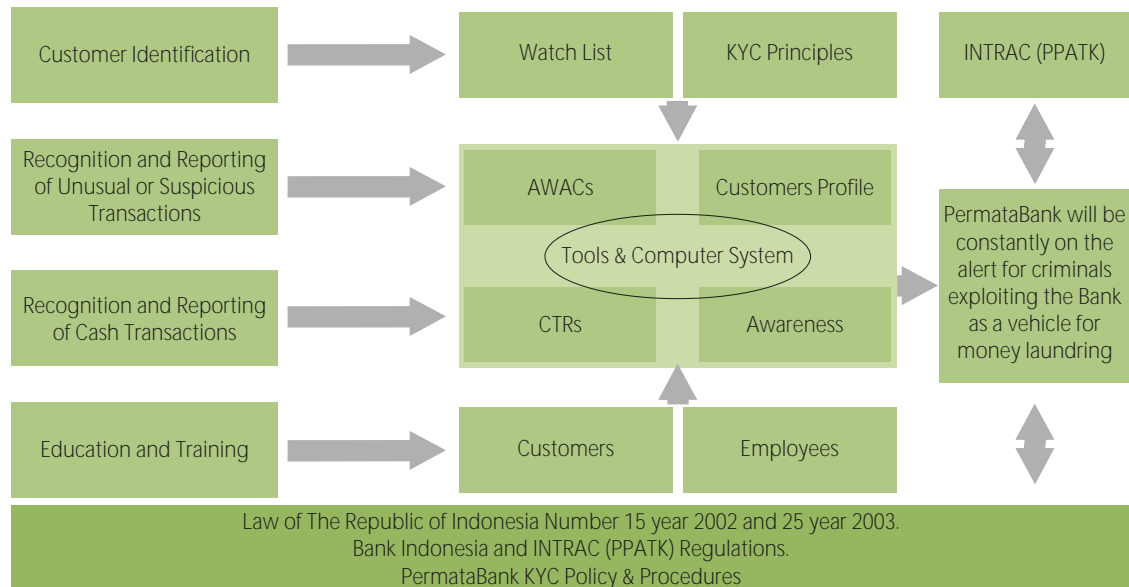 Customer Identification
Watch List
KYC Principles
INTRAC (PPATK)
Recognition and Reporting
of Unusual or Suspicious
Transactions
AWACs
Customers Profile
Tools & Computer System
PermataBank will be
constantly on the
alert for criminals
exploiting the Bank
as a vehicle for
money laundring
Recognition and Reporting
of Cash Transactions
CTRs
Awareness
Education and Training
Customers
Employees
Law of The Republic of Indonesia Number 15 year 2002 and 25 year 2003.
Bank Indonesia and INTRAC (PPATK) Regulations.
PermataBank KYC Policy & Procedures